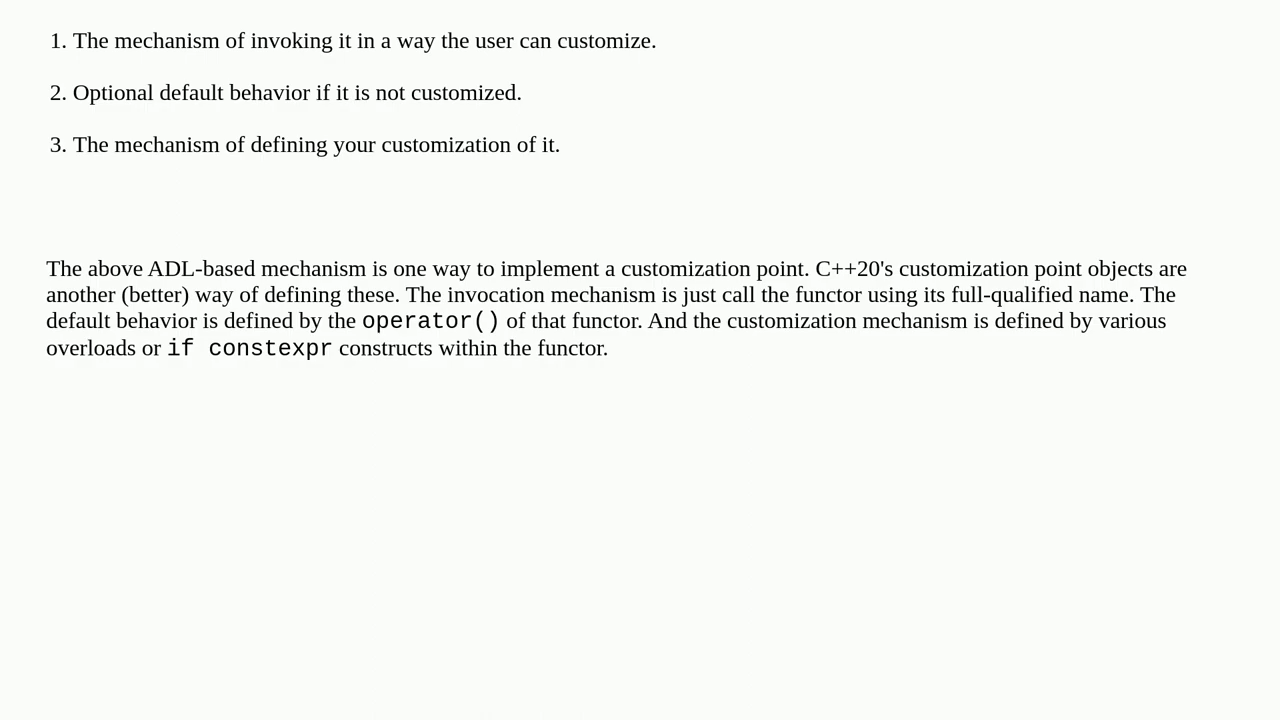 1. The mechanism of invoking it in a way the user can customize.
2. Optional default behavior if it is not customized.
3. The mechanism of defining your customization of it.
The above ADL-based mechanism is one way to implement a customization point. C++20's customization point objects are
another (better) way of defining these. The invocation mechanism is just call the functor using its full-qualified name. The
default behavior is defined by the operator() of that functor. And the customization mechanism is defined by various
overloads or if constexpr constructs within the functor.